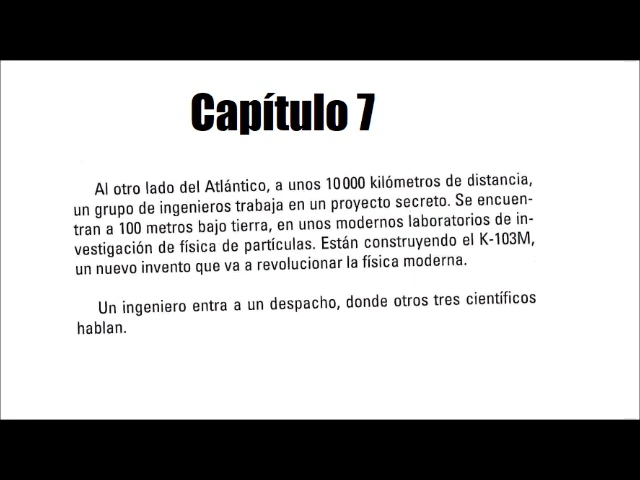 Capítulo 7
Al otro lado del Atlántico, a unos 10 000 kilómetros de distancia,
un grupo de ingenieros trabaja en un proyecto secreto. Se encuen-
tran a 100 metros bajo tierra, en unos modernos laboratorios de in-
vestigación de física de partículas. Están construyendo el K-103M,
un nuevo invento que va a revolucionar la física moderna.
Un ingeniero entra a un despacho, donde otros tres científicos
hablan.